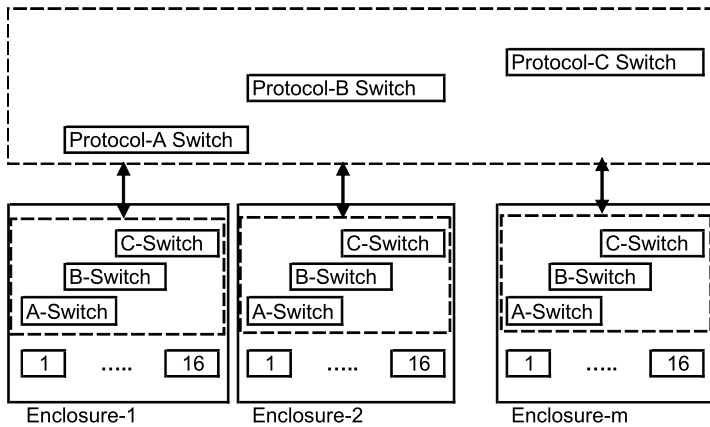 Protocol-C Switch
Protocol-B Switch
Protocol-A Switch
C-Switch
B-Switch
A-Switch
1 ..... 16
Enclosure-1
C-Switch
B-Switch
A-Switch
1 ..... 16
Enclosure-2
C-Switch
B-Switch
A-Switch
1 ..... 16
Enclosure-m